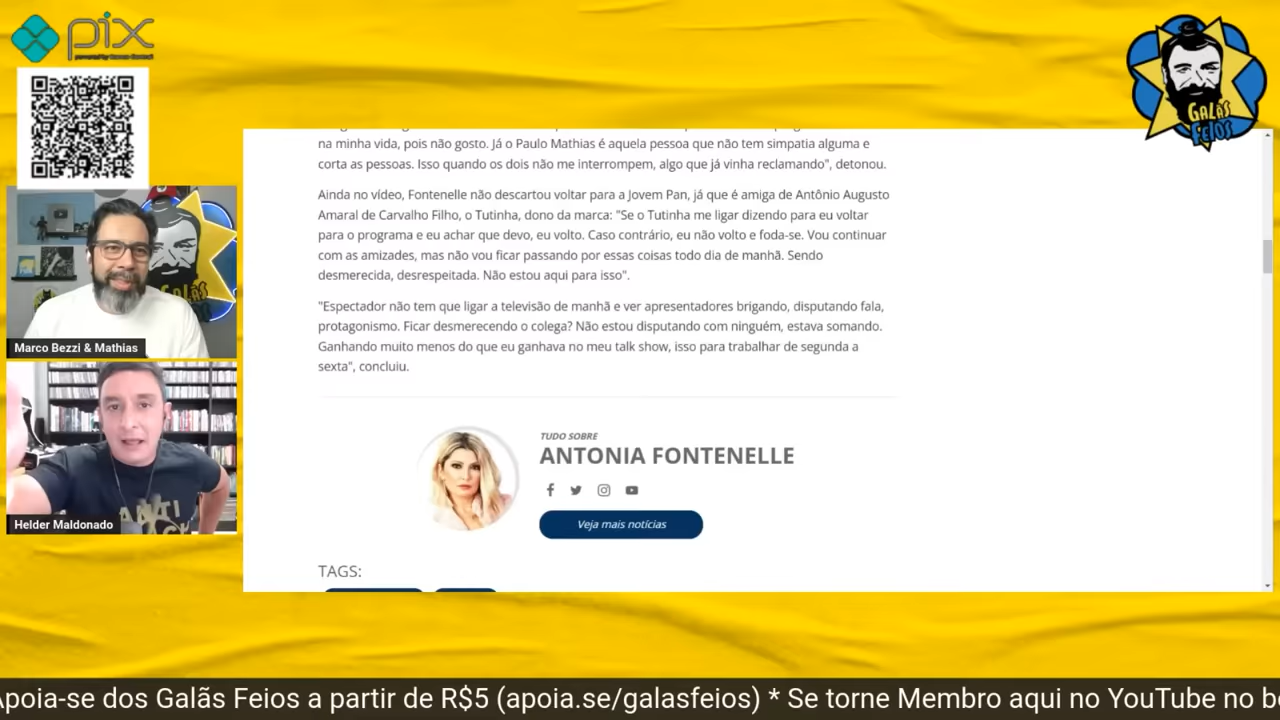 pix
powered by Banco Central
GALÃS
FEIOS
na minha vida, pois não gosto. Já o Paulo Mathias é aquela pessoa que não tem simpatia alguma e
corta as pessoas. Isso quando os dois não me interrompem, algo que já vinha reclamando", detonou.
Ainda no vídeo, Fontenelle não descartou voltar para a Jovem Pan, já que é amiga de Antônio Augusto
Amaral de Carvalho Filho, o Tutinha, dono da marca: "Se o Tutinha me ligar dizendo para eu voltar
para o programa e eu achar que devo, eu volto. Caso contrário, eu não volto e foda-se. Vou continuar
com as amizades, mas não vou ficar passando por essas coisas todo dia de manhã. Sendo
desmerecida, desrespeitada. Não estou aqui para isso".
"Espectador não tem que ligar a televisão de manhã e ver apresentadores brigando, disputando fala,
protagonismo. Ficar desmerecendo o colega? Não estou disputando com ninguém, estava somando.
Ganhando muito menos do que eu ganhava no meu talk show, isso para trabalhar de segunda a
sexta", concluiu.
Marco Bezzi & Mathias
Helder Maldonado
TUDO SOBRE
ANTONIA FONTENELLE
Veja mais notícias
TAGS:
Apoia-se dos Galãs Feios a partir de R$5 (apoia.se/galasfeios) * Se torne Membro aqui no YouTube no b